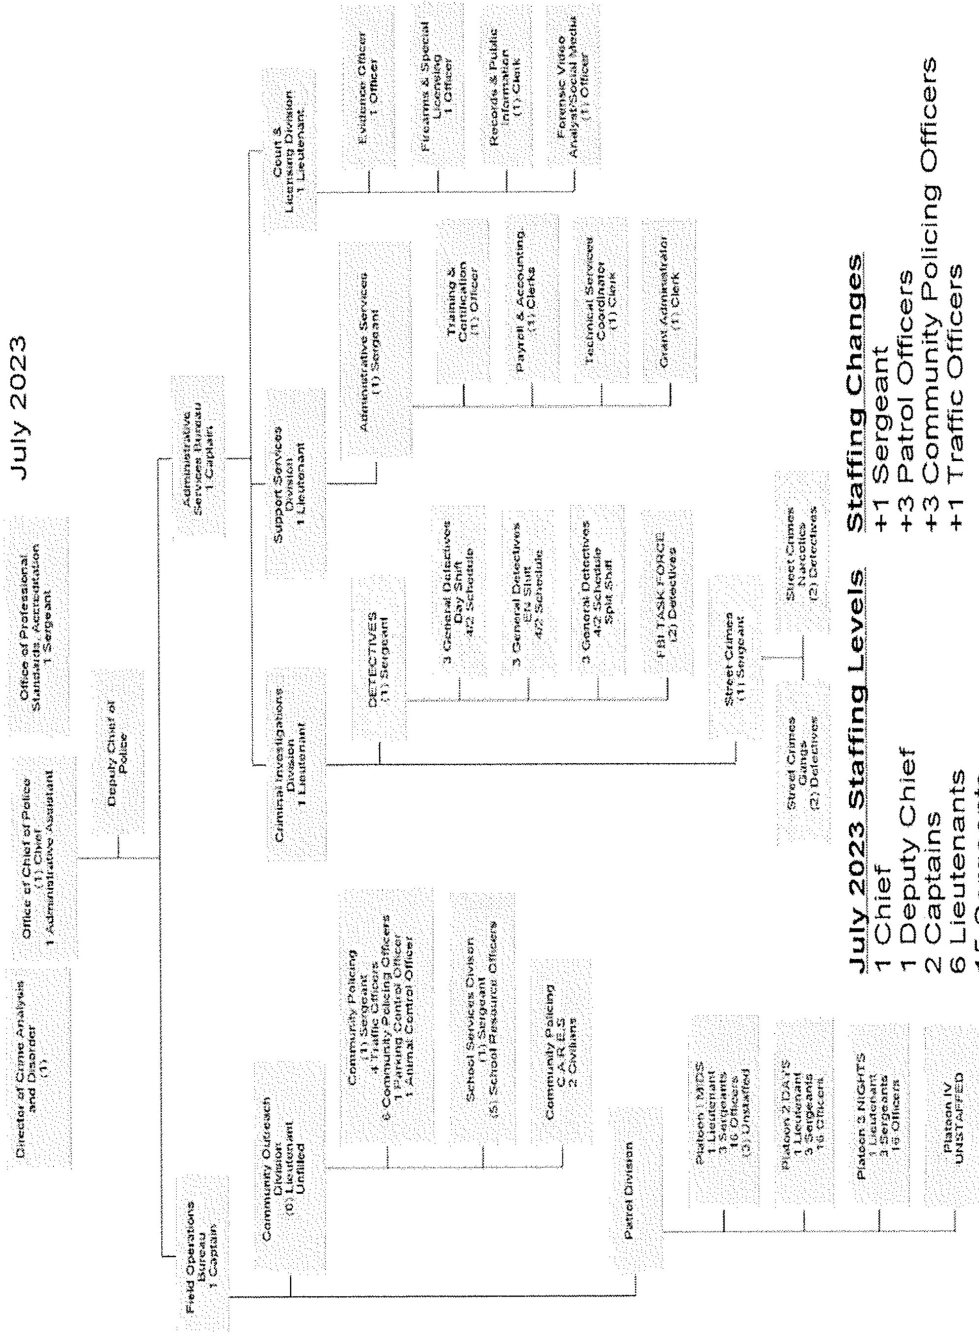 July 2023
Director of Crime Analysis
and Disorder
(1)
Office of Chief of Police
(1) Chief
1 Administrative Assistant
Office of Professional
Standards, Accreditation
1 Sergeant
Deputy Chief of
Police
Field Operations
Bureau
1 Captain
Administrative
Services Bureau
1 Captain
Community Outreach
Division
(0) Lieutenant
Unfilled
Community Policing
(1) Sergeant
4 Traffic Officers
6 Community Policing Officers
1 Parking Control Officer
1 Animal Control Officer
School Services Divison
(1) Sergeant
(5) School Resource Officers
Community Policing
C.A.R.E.S
2 Civilians
Patrol Division
Platoon 1 MIDS
1 Lieutenant
3 Sergeants
16 Officers
(3) Unstaffed
Platoon 2 DAYS
1 Lieutenant
3 Sergeants
16 Officers
Platoon 3 NIGHTS
1 Lieutenant
3 Sergeants
16 Officers
Platoon IV
UNSTAFFED
Criminal Investigations
Division
1 Lieutenant
DETECTIVES
(1) Sergeant
3 General Detectives
Day Shift
4/2 Schedule
3 General Detectives
EN Shift
4/2 Schedule
3 General Detectives
4/2 Schedule
Split Shift
FBI TASK FORCE
(2) Detectives
Street Crimes
(1) Sergeant
Street Crimes
Gangs
(2) Detectives
Street Crimes
Narcotics
(2) Detectives
Support Services
Division
1 Lieutenant
Administrative Services
(1) Sergeant
Training &
Certification
(1) Officer
Payroll & Accounting
(1) Clerks
Technical Services
Coordinator
(1) Clerk
Grant Administrator
(1) Clerk
Court &
Licensing Division
1 Lieutenant
Evidence Officer
1 Officer
Firearms & Special
Licensing
1 Officer
Records & Public
Information
(1) Clerk
Forensic Video
Analyst/Social Media
(1) Officer
July 2023 Staffing Levels
1 Chief
1 Deputy Chief
2 Captains
6 Lieutenants
15 Sergeants
Staffing Changes
+1 Sergeant
+3 Patrol Officers
+3 Community Policing Officers
+1 Traffic Officers